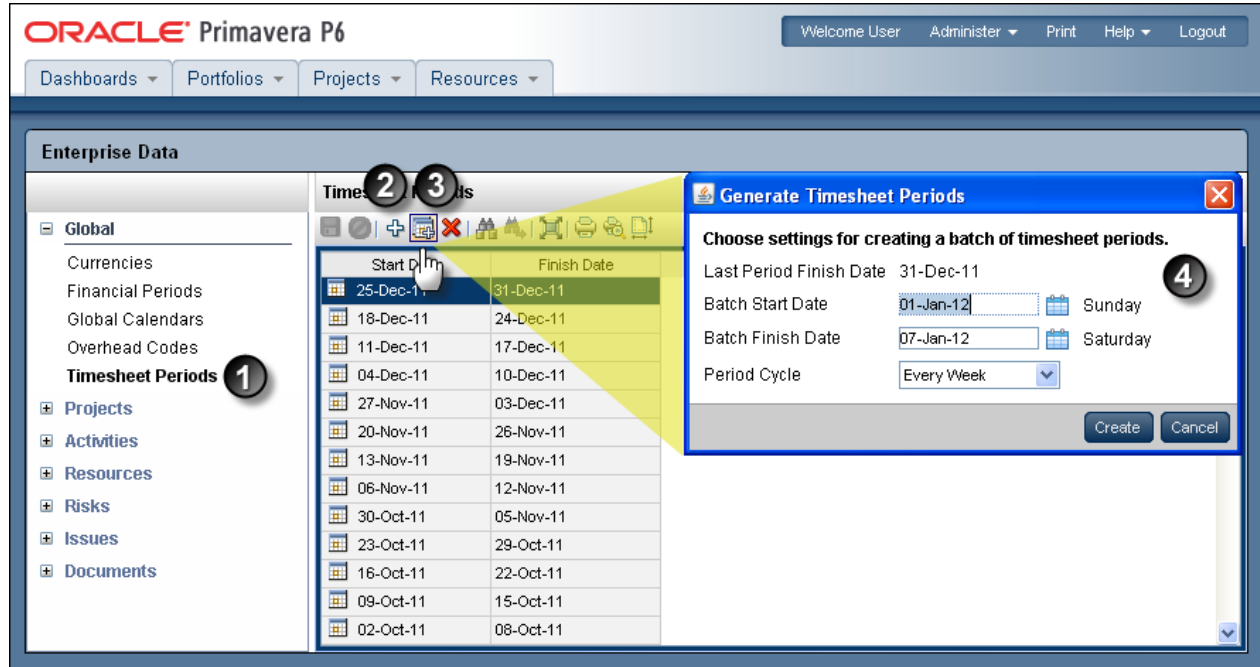 ORACLE Primavera P6
Welcome User Administer Print Help Logout
Dashboards Portfolios Projects Resources
Enterprise Data
Global
Currencies
Financial Periods
Global Calendars
Overhead Codes
Timesheet Periods 1
Projects
Activities
Resources
Risks
Issues
Documents
2 3
Start Finish Date
25-Dec-11 31-Dec-11
18-Dec-11 24-Dec-11
11-Dec-11 17-Dec-11
04-Dec-11 10-Dec-11
27-Nov-11 03-Dec-11
20-Nov-11 26-Nov-11
13-Nov-11 19-Nov-11
06-Nov-11 12-Nov-11
30-Oct-11 05-Nov-11
23-Oct-11 29-Oct-11
16-Oct-11 22-Oct-11
09-Oct-11 15-Oct-11
02-Oct-11 08-Oct-11
Generate Timesheet Periods
Choose settings for creating a batch of timesheet periods.
Last Period Finish Date 31-Dec-11
4
Batch Start Date 01-Jan-12 Sunday
Batch Finish Date 07-Jan-12 Saturday
Period Cycle Every Week
Create Cancel